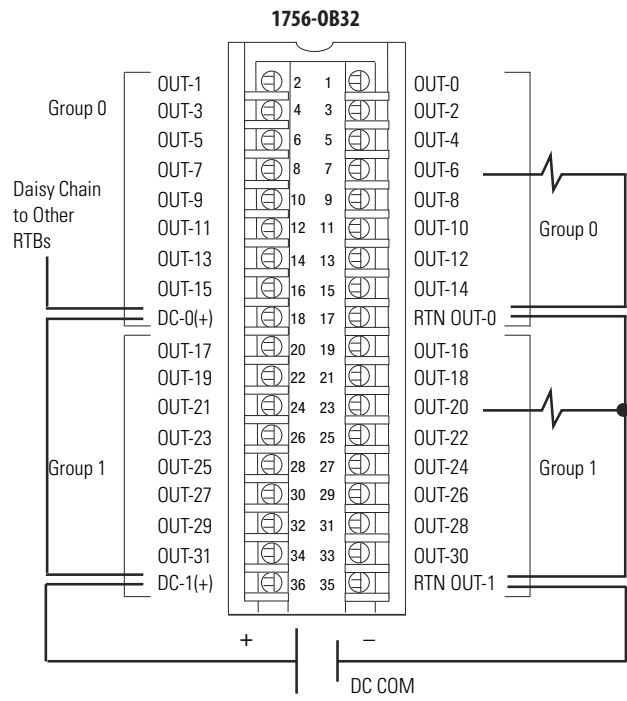 1756-OB32
OUT-1 2 1 OUT-0
Group 0 OUT-3 4 3 OUT-2
OUT-5 6 5 OUT-4
OUT-7 8 7 OUT-6
Daisy Chain
to Other
RTBs
OUT-9 10 9 OUT-8
OUT-11 12 11 OUT-10 Group 0
OUT-13 14 13 OUT-12
OUT-15 16 15 OUT-14
DC-0(+) 18 17 RTN OUT-0
OUT-17 20 19 OUT-16
OUT-19 22 21 OUT-18
OUT-21 24 23 OUT-20
OUT-23 26 25 OUT-22
Group 1 OUT-25 28 27 OUT-24 Group 1
OUT-27 30 29 OUT-26
OUT-29 32 31 OUT-28
OUT-31 34 33 OUT-30
DC-1(+) 36 35 RTN OUT-1
+ –
DC COM